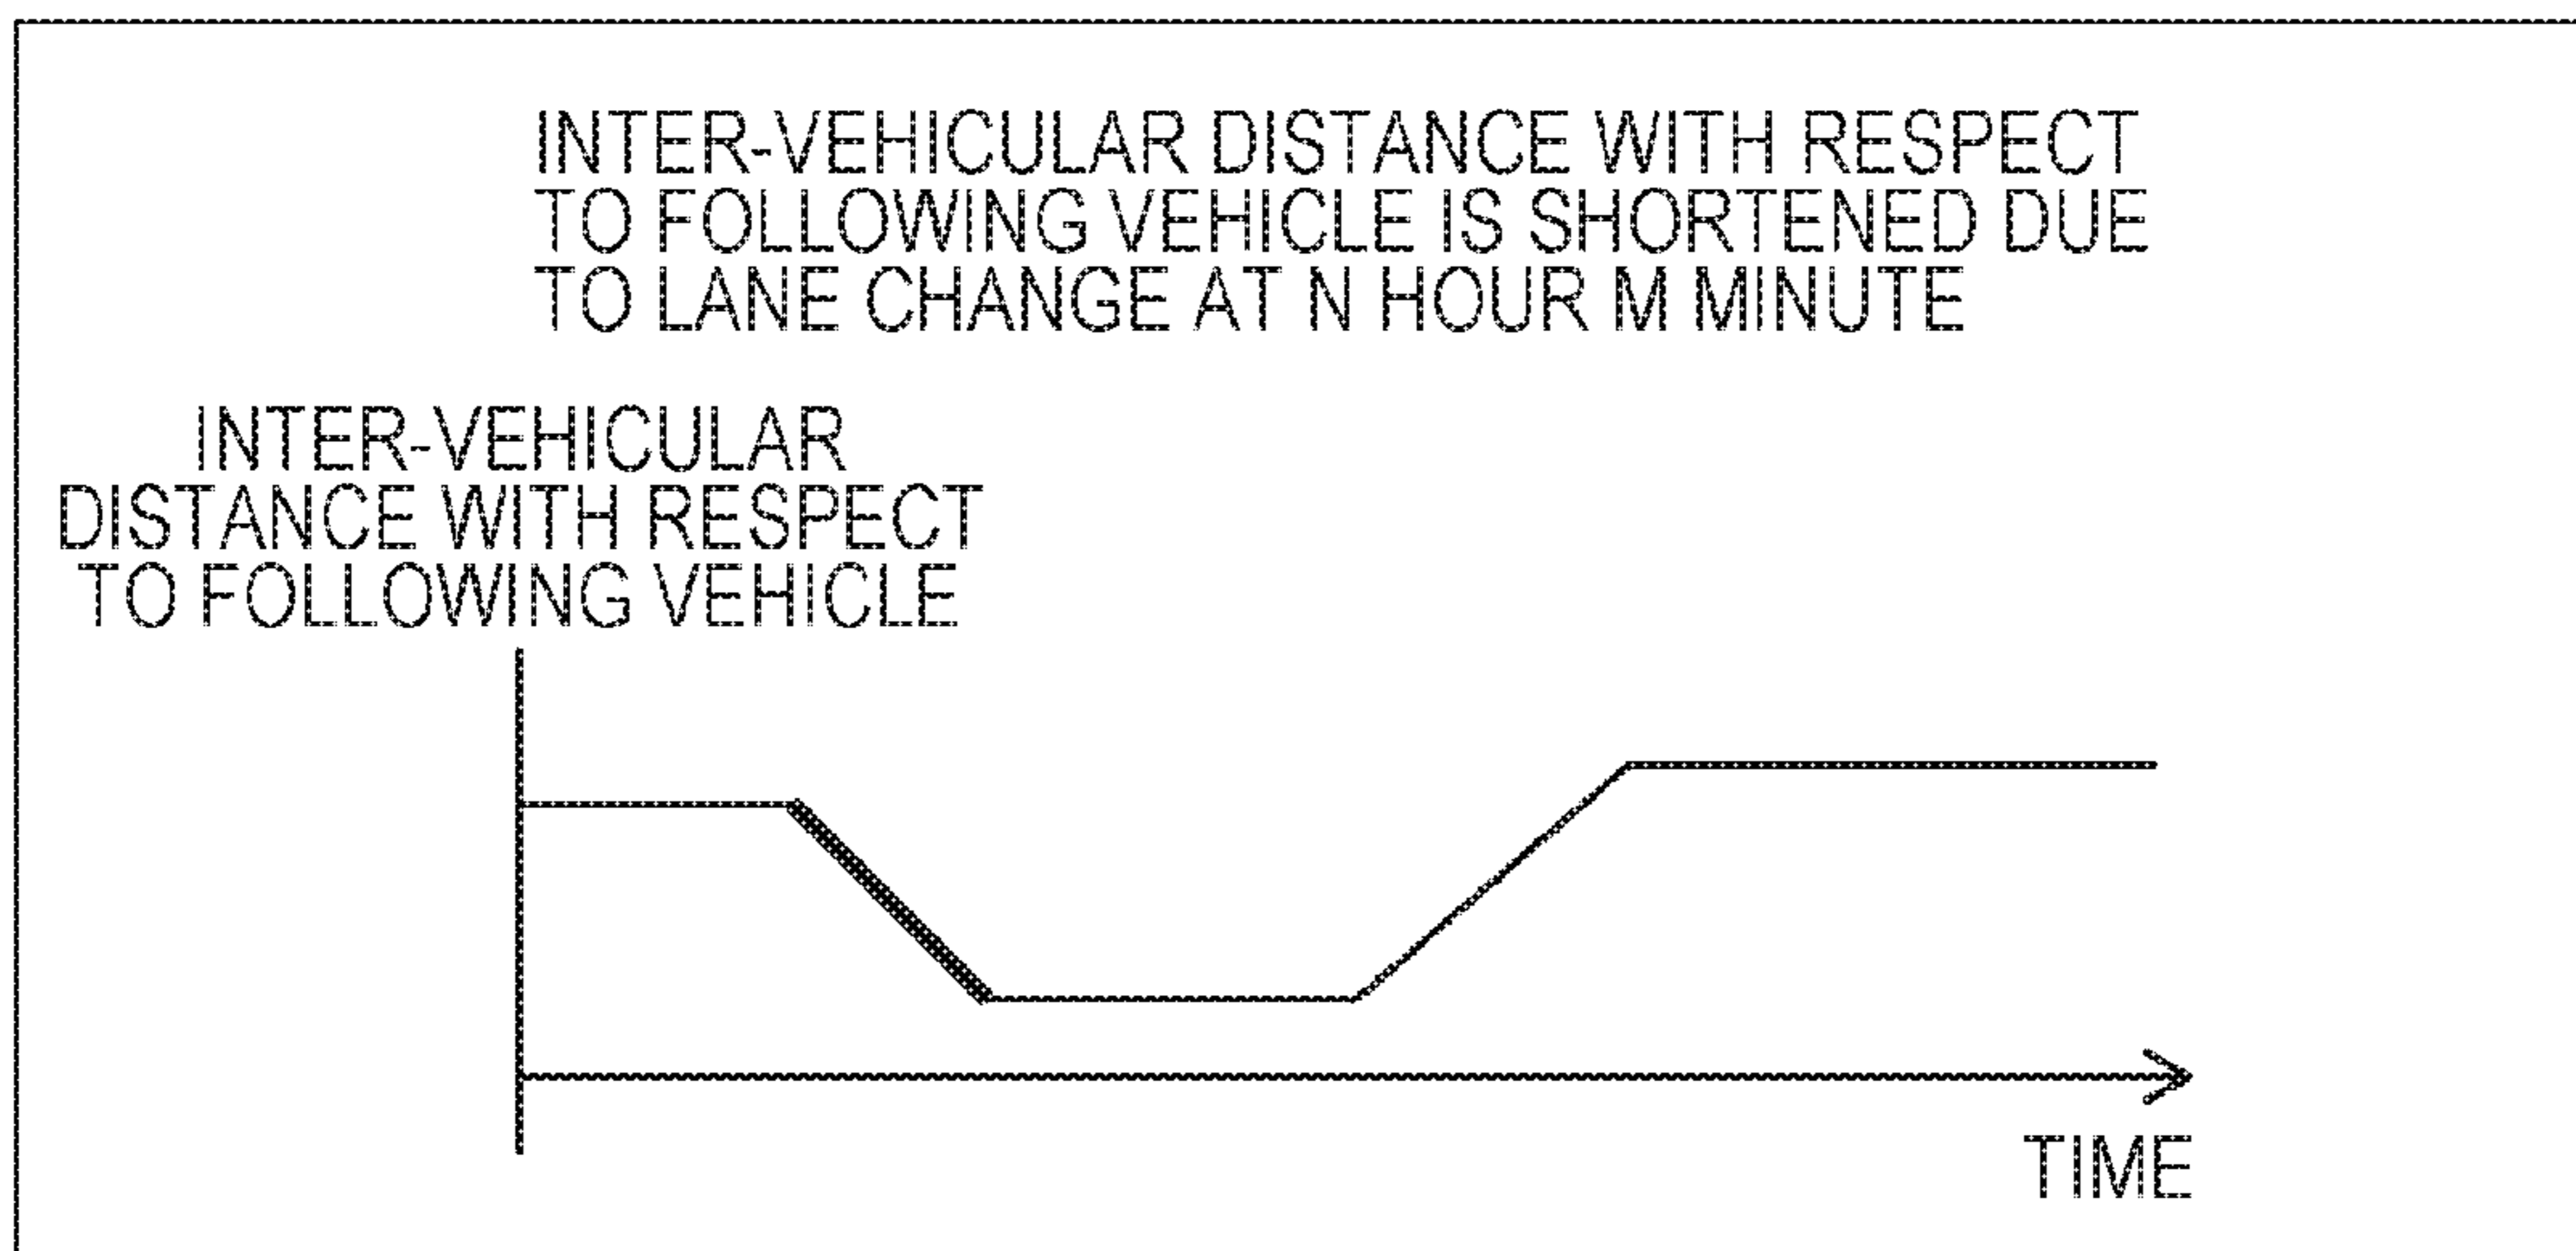 INTER-VEHICULAR DISTANCE WITH RESPECT
TO FOLLOWING VEHICLE IS SHORTENED DUE
TO LANE CHANGE AT N HOUR M MINUTE
INTER-VEHICULAR
DISTANCE WITH RESPECT
TO FOLLOWING VEHICLE
TIME